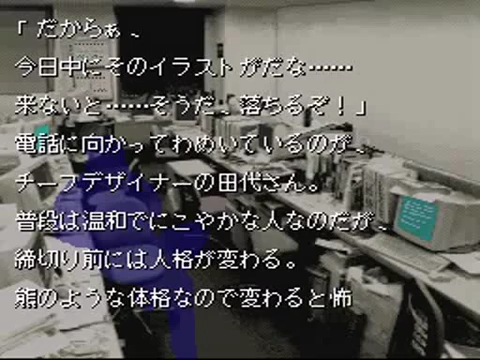 「だからぁ、
今日中にそのイラストがだな……
来ないと……そうだ、落ちるぞ！」
電話に向かってわめいているのが、
チーフデザイナーの田代さん。
普段は温和でにこやかな人なのだが、
締切り前には人格が変わる。
熊のような体格なので変わると怖